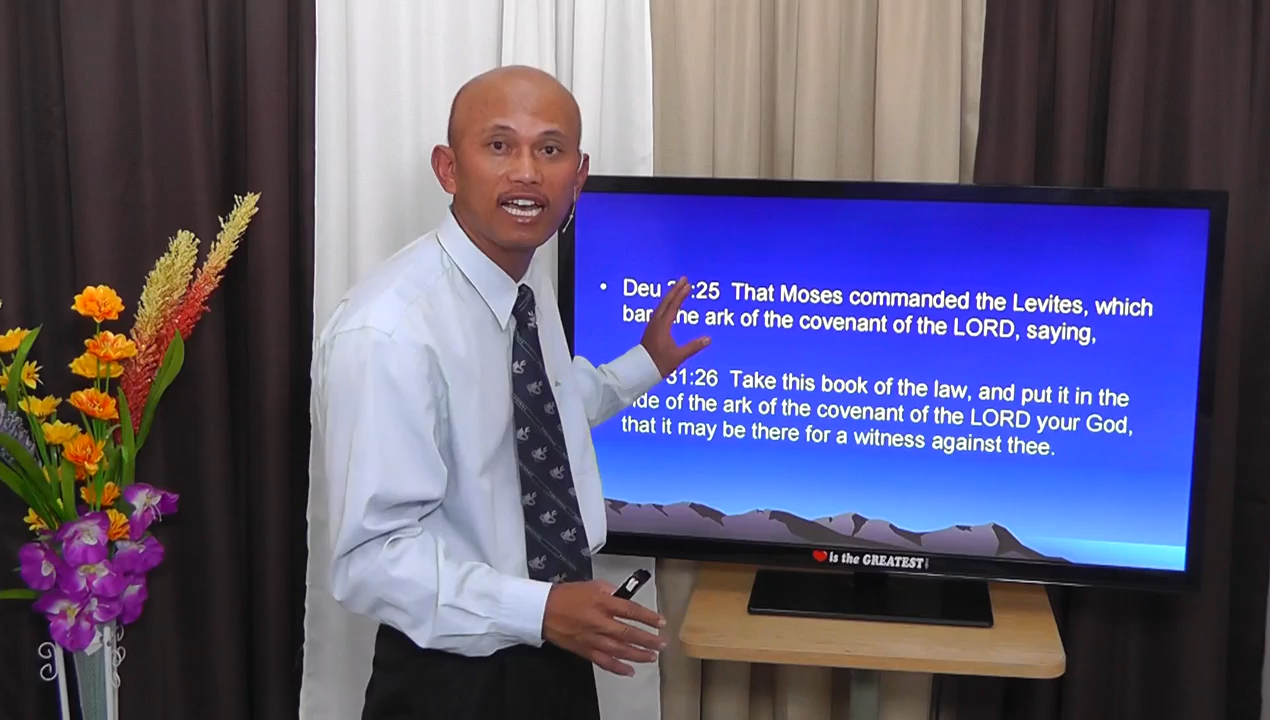 • Deu :25 That Moses commanded the Levites, which
the ark of the covenant of the LORD, saying,
31:26 Take this book of the law, and put it in the
of the ark of the covenant of the LORD your God,
that it may be there for a witness against thee.
❤ is the GREATEST!